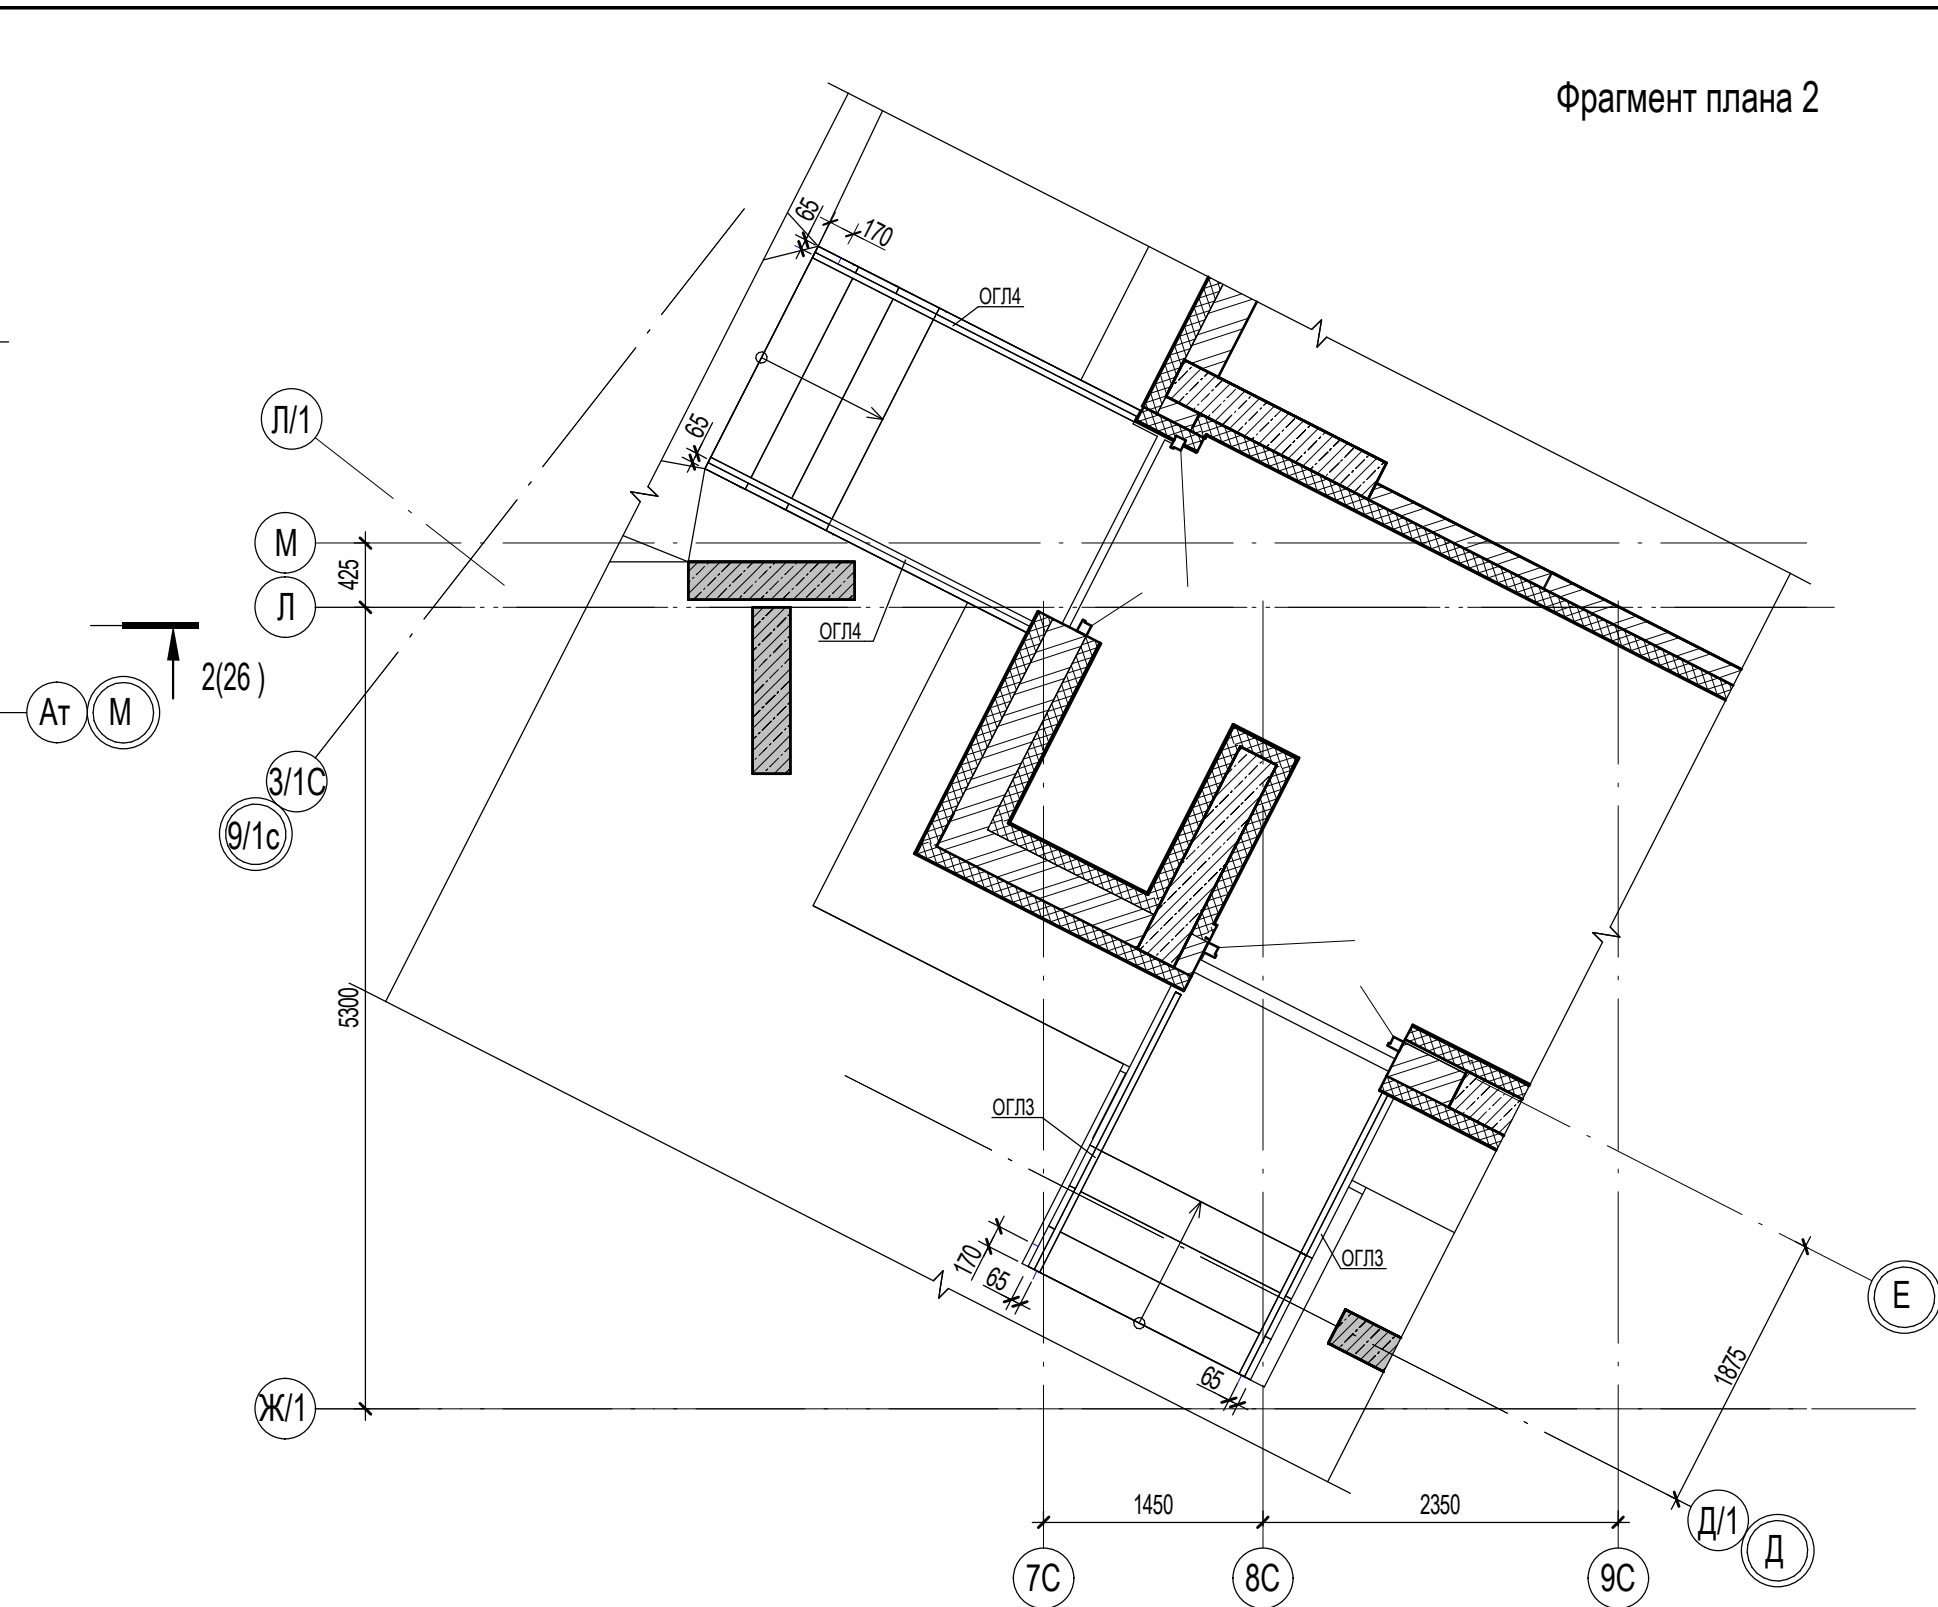 Фрагмент плана 2
65
170
ОГЛ4
Л/1
65
М
425
Л
ОГЛ4
2(26 )
Ат
М
3/1С
9/1с
5300
ОГЛ3
170
65
ОГЛ3
Е
1875
65
Ж/1
1450
2350
Д/1
Д
7С
8С
9С